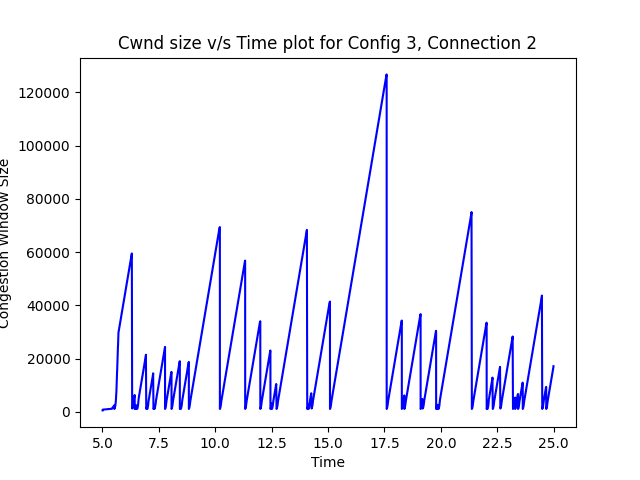 Cwnd size v/s Time plot for Config 3, Connection 2
Congestion Window Size
120000
100000
80000
60000
40000
20000
0
5.0 7.5 10.0 12.5 15.0 17.5 20.0 22.5 25.0
Time